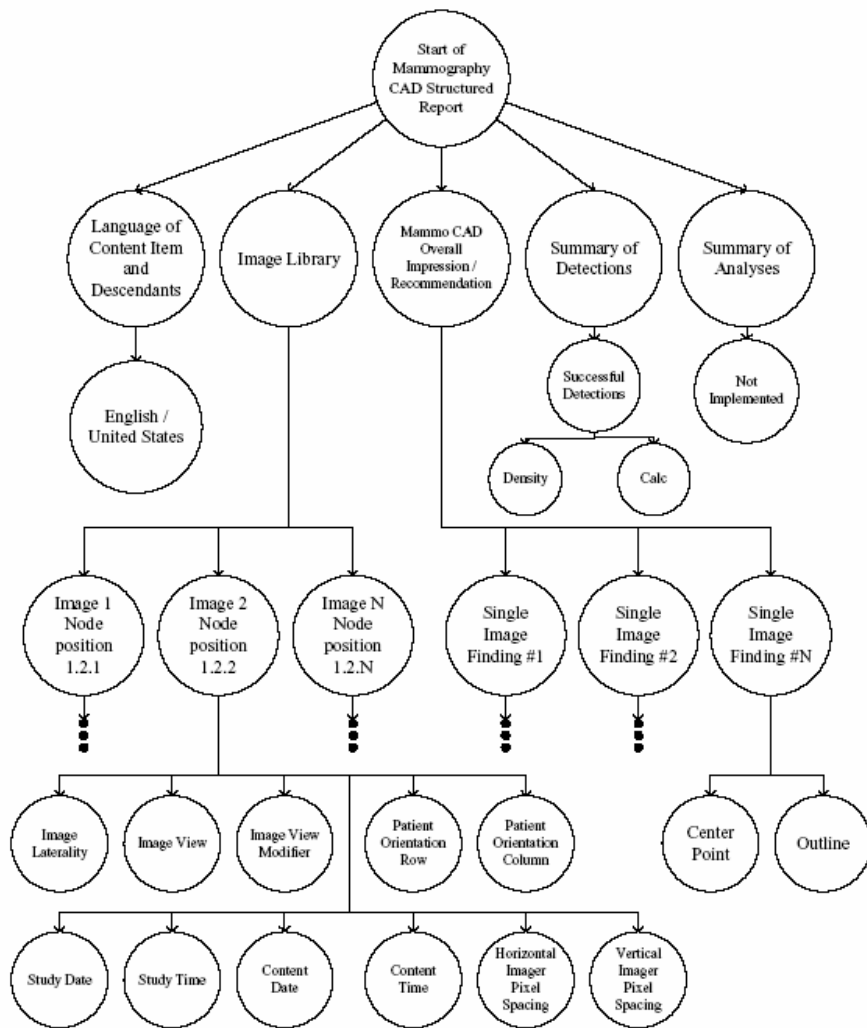 Start of
Mammography
CAD Structured
Report
Language of
Content Item
and
Descendants
Image Library
Mammo CAD
Overall
Impression /
Recommendation
Summary of
Detections
Summary of
Analyses
English /
United States
Successful
Detections
Not
Implemented
Density
Calc
Image 1
Node
position
1.2.1
Image 2
Node
position
1.2.2
Image N
Node
position
1.2.N
Single
Image
Finding #1
Single
Image
Finding #2
Single
Image
Finding #N
Image
Laterality
Image View
Image View
Modifier
Patient
Orientation
Row
Patient
Orientation
Column
Center
Point
Outline
Study Date
Study Time
Content
Date
Content
Time
Horizontal
Imager
Pixel
Spacing
Vertical
Imager
Pixel
Spacing